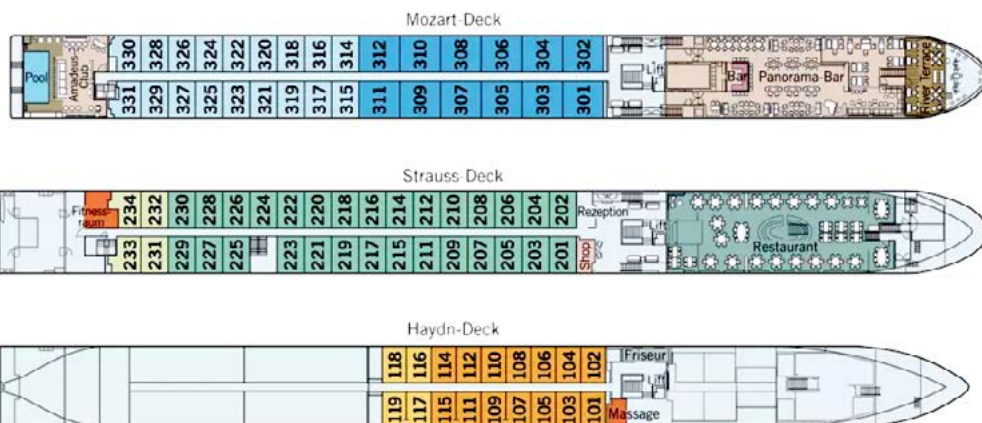 Mozart-Deck
330 328 326 324 322 320 318 316 314 312 310 308 306 304 302
Pool
Amadeus-
Club
Lift
Bar
Panorama-Bar
River Terrace
331 329 327 325 323 321 319 317 315 311 309 307 305 303 301
Strauss-Deck
234 232 230 228 226 224 222 220 218 216 214 212 210 208 206 204 202
Fitness-
raum
Rezeption
Lift
Restaurant
233 231 229 227 225 223 221 219 217 215 211 209 207 205 203 201
Shop
Haydn-Deck
118 116 114 112 110 108 106 104 102
Friseur
Lift
119 117 115 111 109 107 105 103 101
Massage